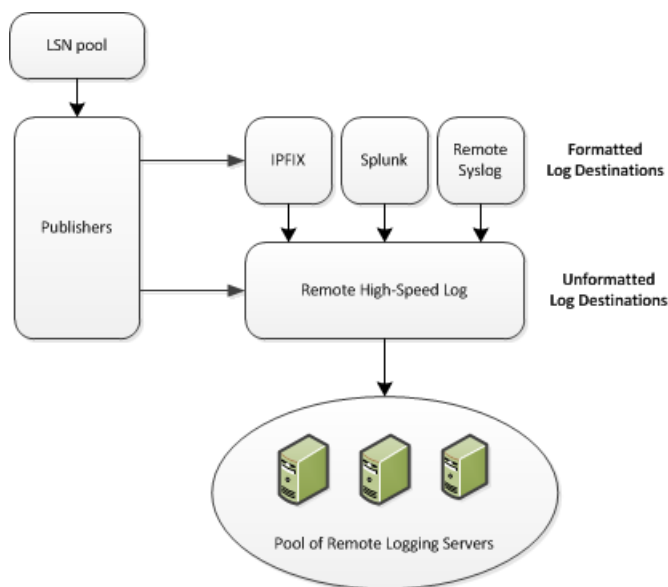 LSN pool
Publishers
IPFIX
Splunk
Remote
Syslog
Formatted
Log Destinations
Remote High-Speed Log
Unformatted
Log Destinations
Pool of Remote Logging Servers